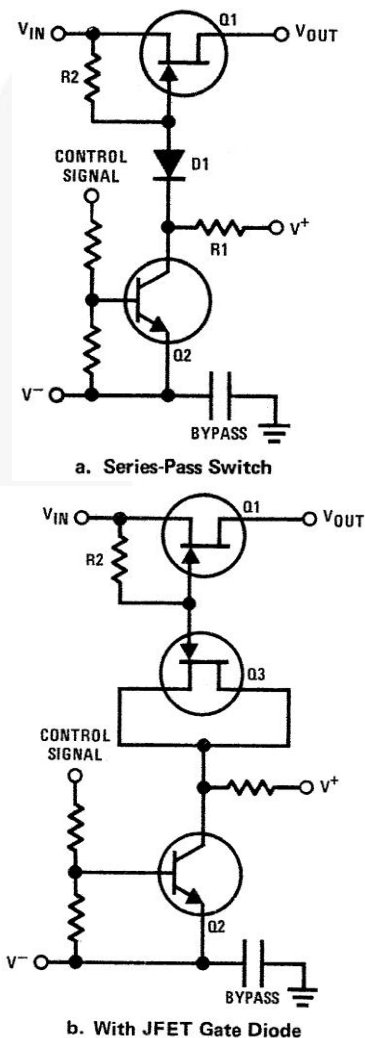 Q1
VIN
VOUT
R2
CONTROL
SIGNAL
D1
V+
R1
Q2
V−
BYPASS
a. Series-Pass Switch
VIN
Q1
VOUT
R2
Q3
CONTROL
SIGNAL
V+
Q2
V−
BYPASS
b. With JFET Gate Diode